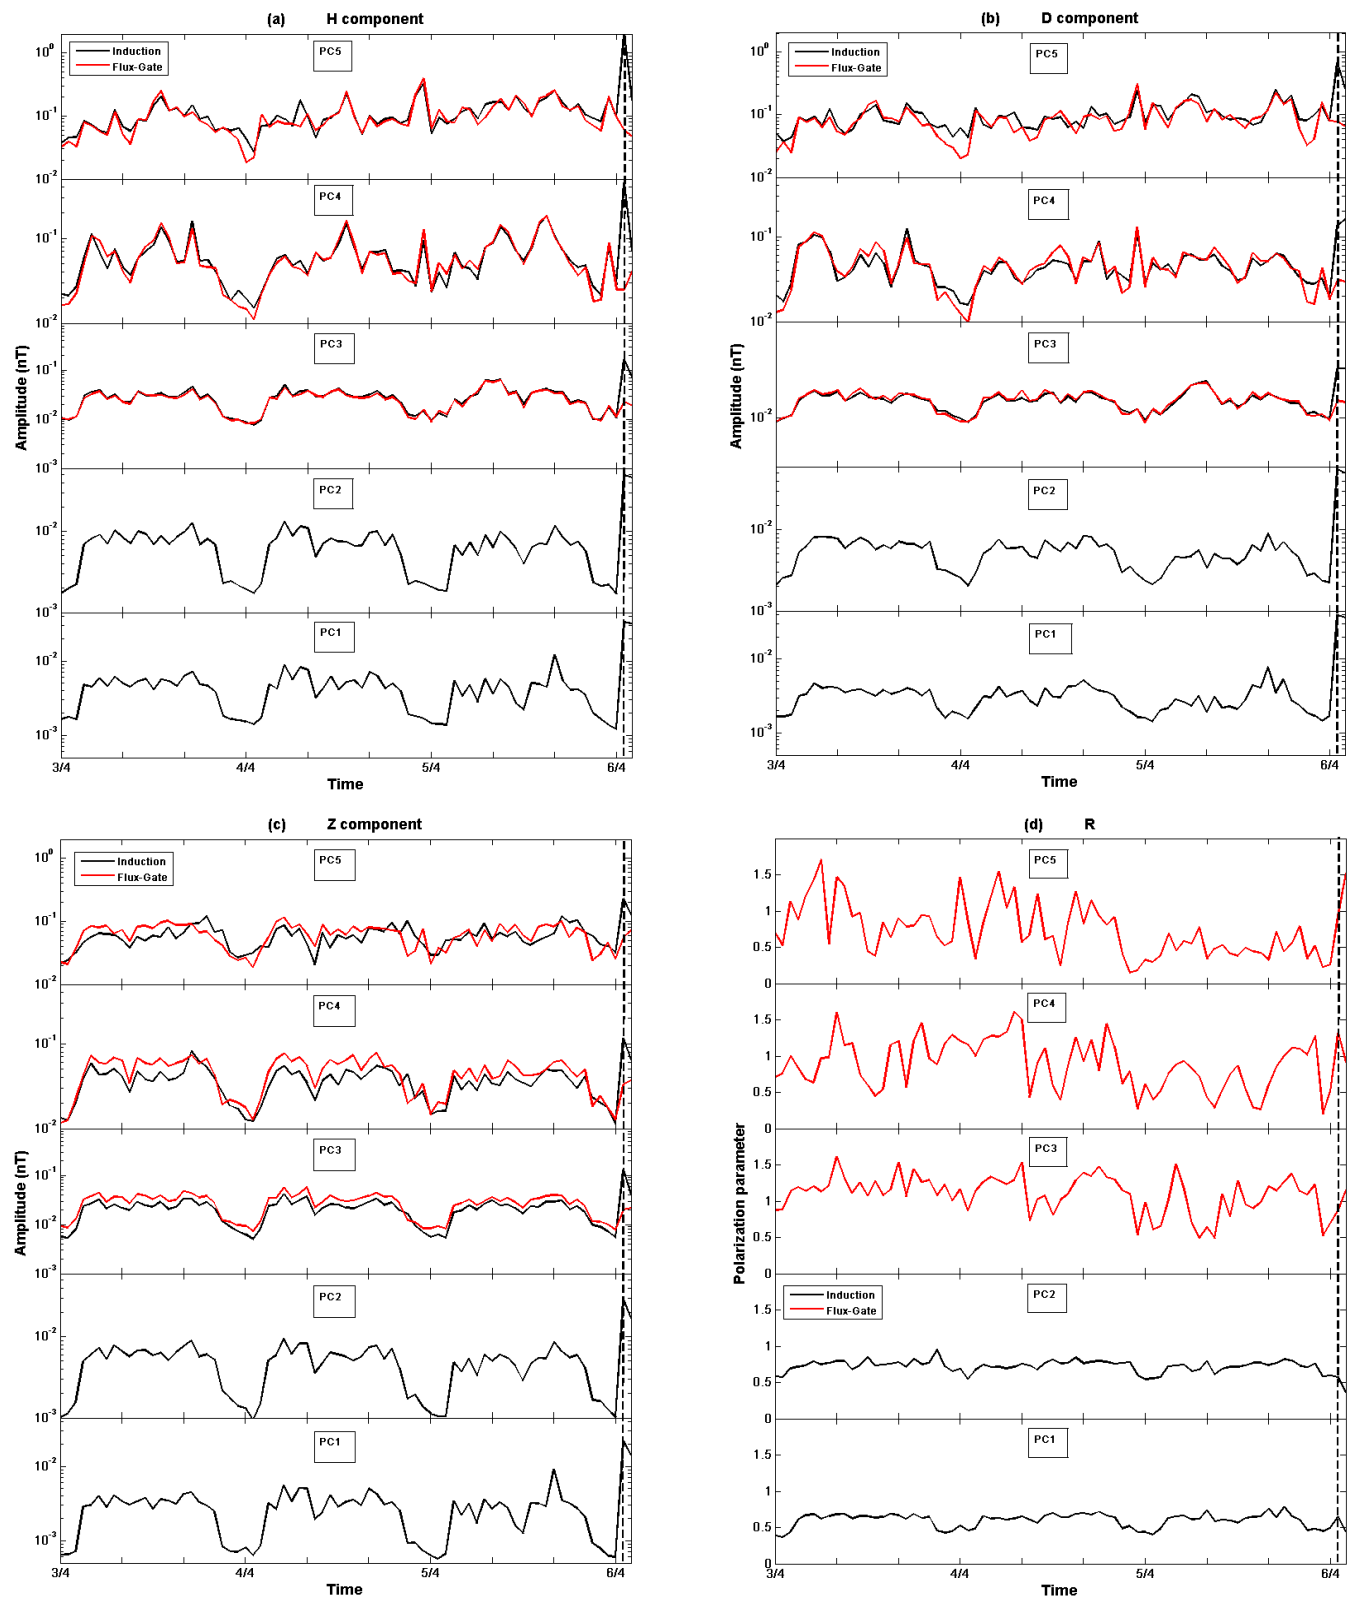 (a) H component
Induction
Flux-Gate
PC5
10^0
10^-1
10^-2
PC4
10^-1
10^-2
PC3
10^-1
10^-2
10^-3
Amplitude (nT)
PC2
10^-2
10^-3
PC1
10^-2
10^-3
3/4 4/4 5/4 6/4
Time
(b) D component
Induction
Flux-Gate
PC5
10^0
10^-1
10^-2
PC4
10^-1
10^-2
PC3
10^-2
Amplitude (nT)
PC2
10^-2
10^-3
PC1
10^-2
10^-3
3/4 4/4 5/4 6/4
Time
(c) Z component
Induction
Flux-Gate
PC5
10^0
10^-1
10^-2
PC4
10^-1
10^-2
PC3
10^-1
10^-2
10^-3
Amplitude (nT)
PC2
10^-2
10^-3
PC1
10^-2
10^-3
3/4 4/4 5/4 6/4
Time
(d) R
PC5
1.5
1
0.5
0
PC4
1.5
1
0.5
0
PC3
1.5
1
0.5
0
Polarization parameter
Induction
Flux-Gate
PC2
1.5
1
0.5
0
PC1
1.5
1
0.5
0
3/4 4/4 5/4 6/4
Time